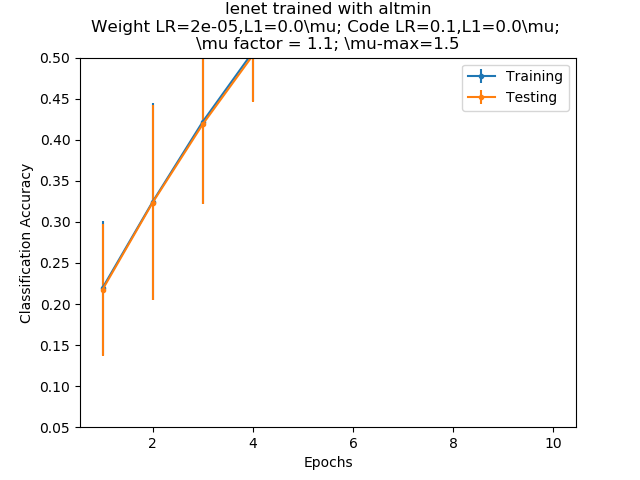 lenet trained with altmin
Weight LR=2e-05,L1=0.0\mu; Code LR=0.1,L1=0.0\mu;
\mu factor = 1.1; \mu-max=1.5
Training
Testing
Classification Accuracy
0.50
0.45
0.40
0.35
0.30
0.25
0.20
0.15
0.10
0.05
2 4 6 8 10
Epochs